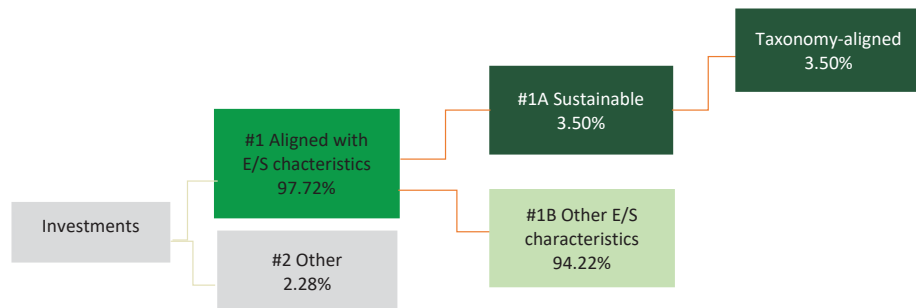 Investments
#1 Aligned with
E/S chacteristics
97.72%
#2 Other
2.28%
#1A Sustainable
3.50%
#1B Other E/S
characteristics
94.22%
Taxonomy-aligned
3.50%